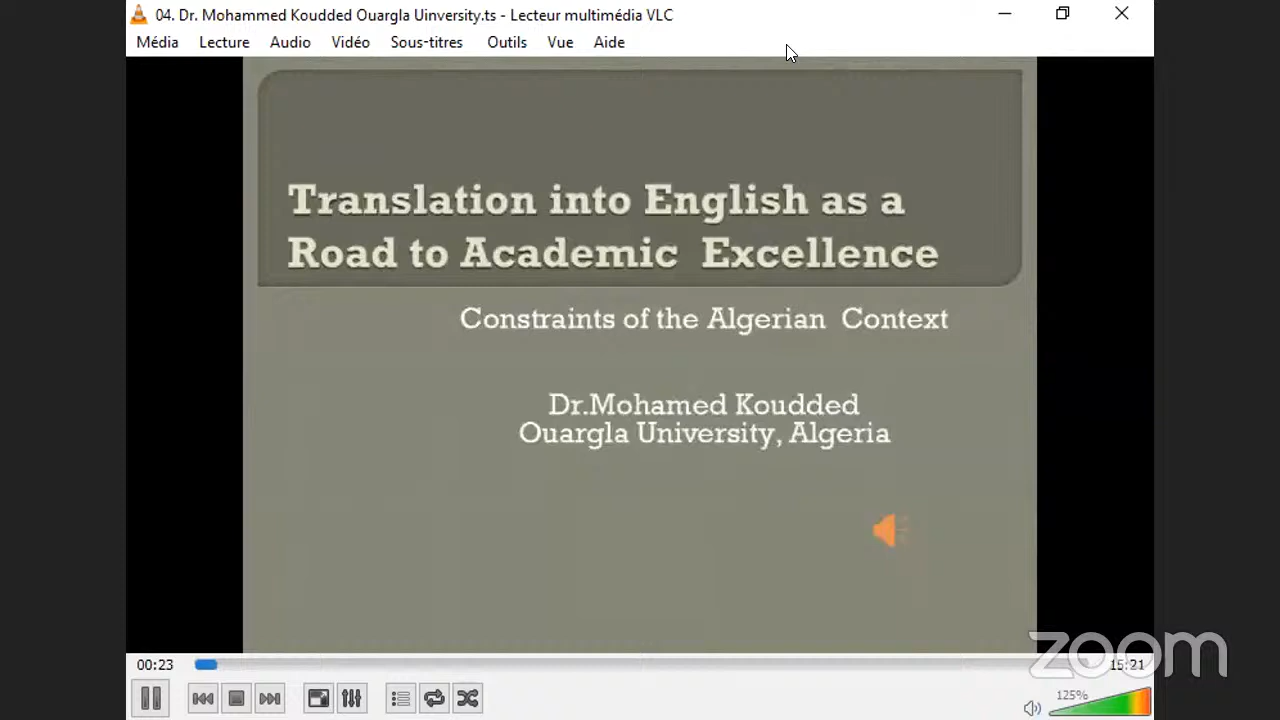 04. Dr. Mohammed Koudded Ouargla Uinversity.ts - Lecteur multimédia VLC
Média Lecture Audio Vidéo Sous-titres Outils Vue Aide
Translation into English as a
Road to Academic Excellence
Constraints of the Algerian Context
Dr.Mohamed Koudded
Ouargla University, Algeria
00:23
15:21
zoom
125%